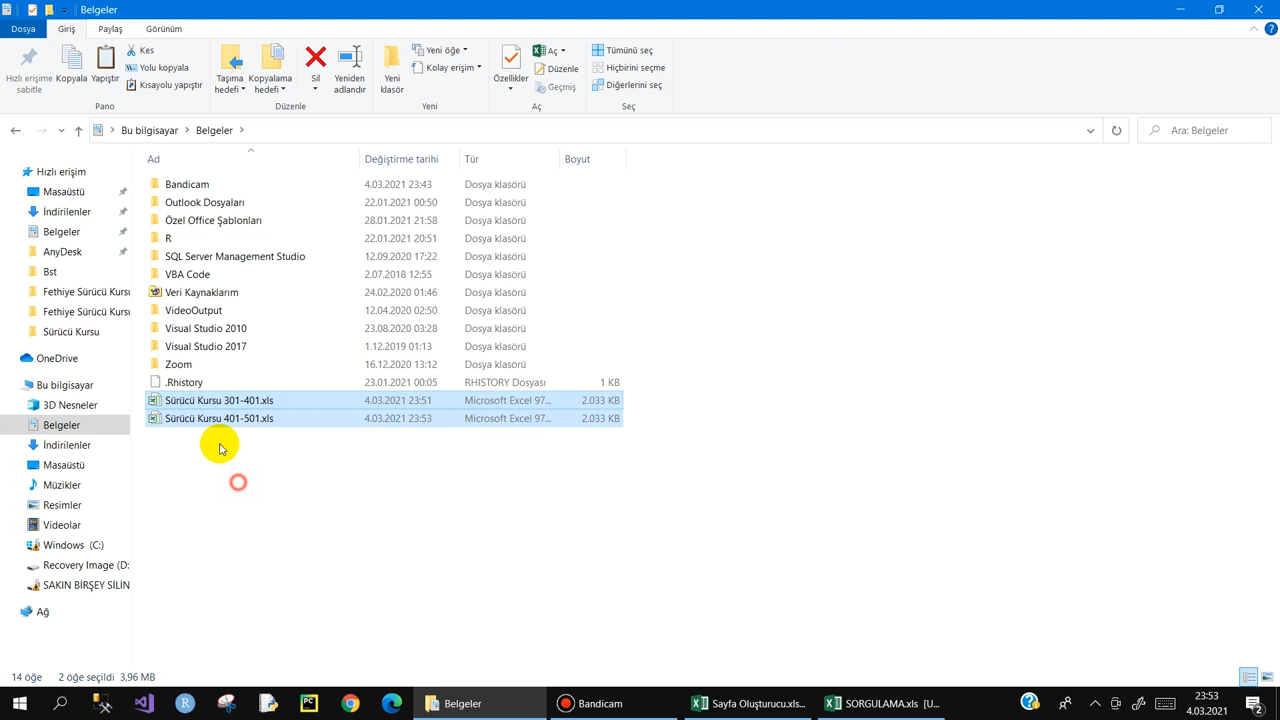 Belgeler
Dosya Giriş Paylaş Görünüm
Hızlı erişime sabitle
Kopyala
Yapıştır
Kes
Yolu kopyala
Kısayolu yapıştır
Taşıma hedefi
Kopyalama hedefi
Sil
Yeniden adlandır
Yeni klasör
Yeni öğe
Kolay erişim
Özellikler
Aç
Düzenle
Geçmiş
Tümünü seç
Hiçbirini seçme
Diğerlerini seç
Pano Düzenle Yeni Aç Seç
Bu bilgisayar Belgeler
Ara: Belgeler
Ad Değiştirme tarihi Tür Boyut
Bandicam 4.03.2021 23:43 Dosya klasörü
Outlook Dosyaları 22.01.2021 00:50 Dosya klasörü
Özel Office Şablonları 28.01.2021 21:58 Dosya klasörü
R 22.01.2021 20:51 Dosya klasörü
SQL Server Management Studio 12.09.2020 17:22 Dosya klasörü
VBA Code 2.07.2018 12:55 Dosya klasörü
Veri Kaynaklarım 24.02.2020 01:46 Dosya klasörü
VideoOutput 12.04.2020 02:50 Dosya klasörü
Visual Studio 2010 23.08.2020 03:28 Dosya klasörü
Visual Studio 2017 1.12.2019 01:13 Dosya klasörü
Zoom 16.12.2020 13:12 Dosya klasörü
.Rhistory 23.01.2021 00:05 RHISTORY Dosyası 1 KB
Sürücü Kursu 301-401.xls 4.03.2021 23:51 Microsoft Excel 97... 2.033 KB
Sürücü Kursu 401-501.xls 4.03.2021 23:53 Microsoft Excel 97... 2.033 KB
Hızlı erişim
Masaüstü
İndirilenler
Belgeler
AnyDesk
Bst
Fethiye Sürücü Kursu
Fethiye Sürücü Kursu
Sürücü Kursu
OneDrive
Bu bilgisayar
3D Nesneler
Belgeler
İndirilenler
Masaüstü
Müzikler
Resimler
Videolar
Windows (C:)
Recovery Image (D:
SAKIN BİRŞEY SİLİN
Ağ
14 öğe 2 öğe seçildi 3,96 MB
R PC Belgeler Bandicam Sayfa Oluşturucu.xls... SORGULAMA.xls [U...
23:53
4.03.2021
2